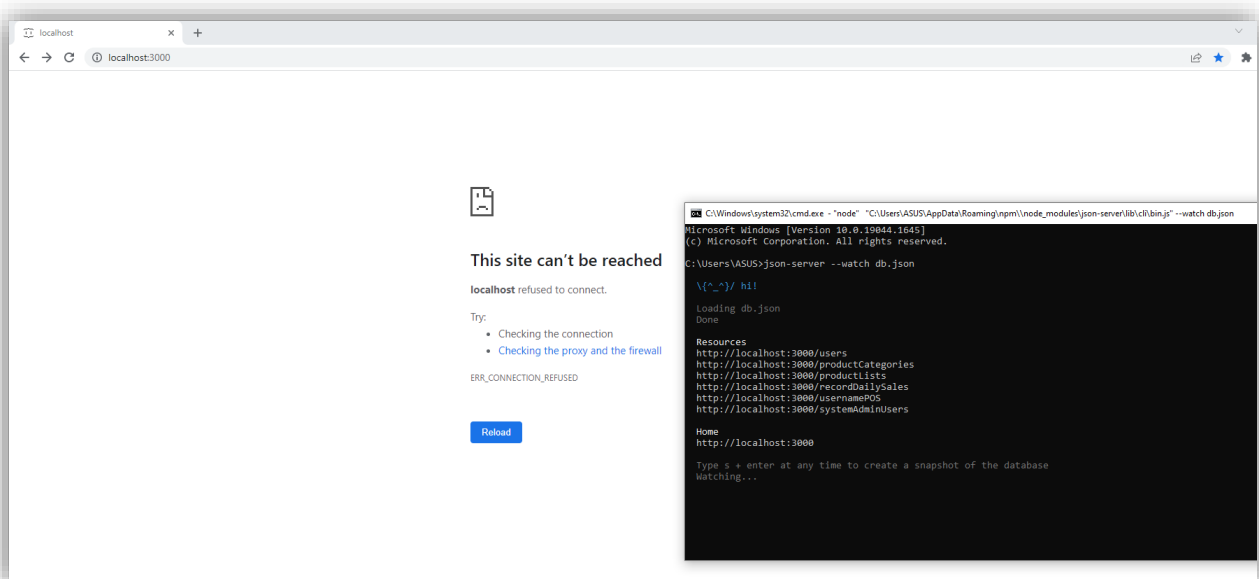 localhost
localhost:3000
This site can't be reached
localhost refused to connect.
Try:
• Checking the connection
• Checking the proxy and the firewall
ERR_CONNECTION_REFUSED
Reload
C:\Windows\system32\cmd.exe - "node" "C:\Users\ASUS\AppData\Roaming\npm\\node_modules\json-server\lib\cli\bin.js" --watch db.json
Microsoft Windows [Version 10.0.19044.1645]
(c) Microsoft Corporation. All rights reserved.
C:\Users\ASUS>json-server --watch db.json
\{^_^}/ hi!
Loading db.json
Done
Resources
http://localhost:3000/users
http://localhost:3000/productCategories
http://localhost:3000/productLists
http://localhost:3000/recordDailySales
http://localhost:3000/usernamePOS
http://localhost:3000/systemAdminUsers
Home
http://localhost:3000
Type s + enter at any time to create a snapshot of the database
Watching...